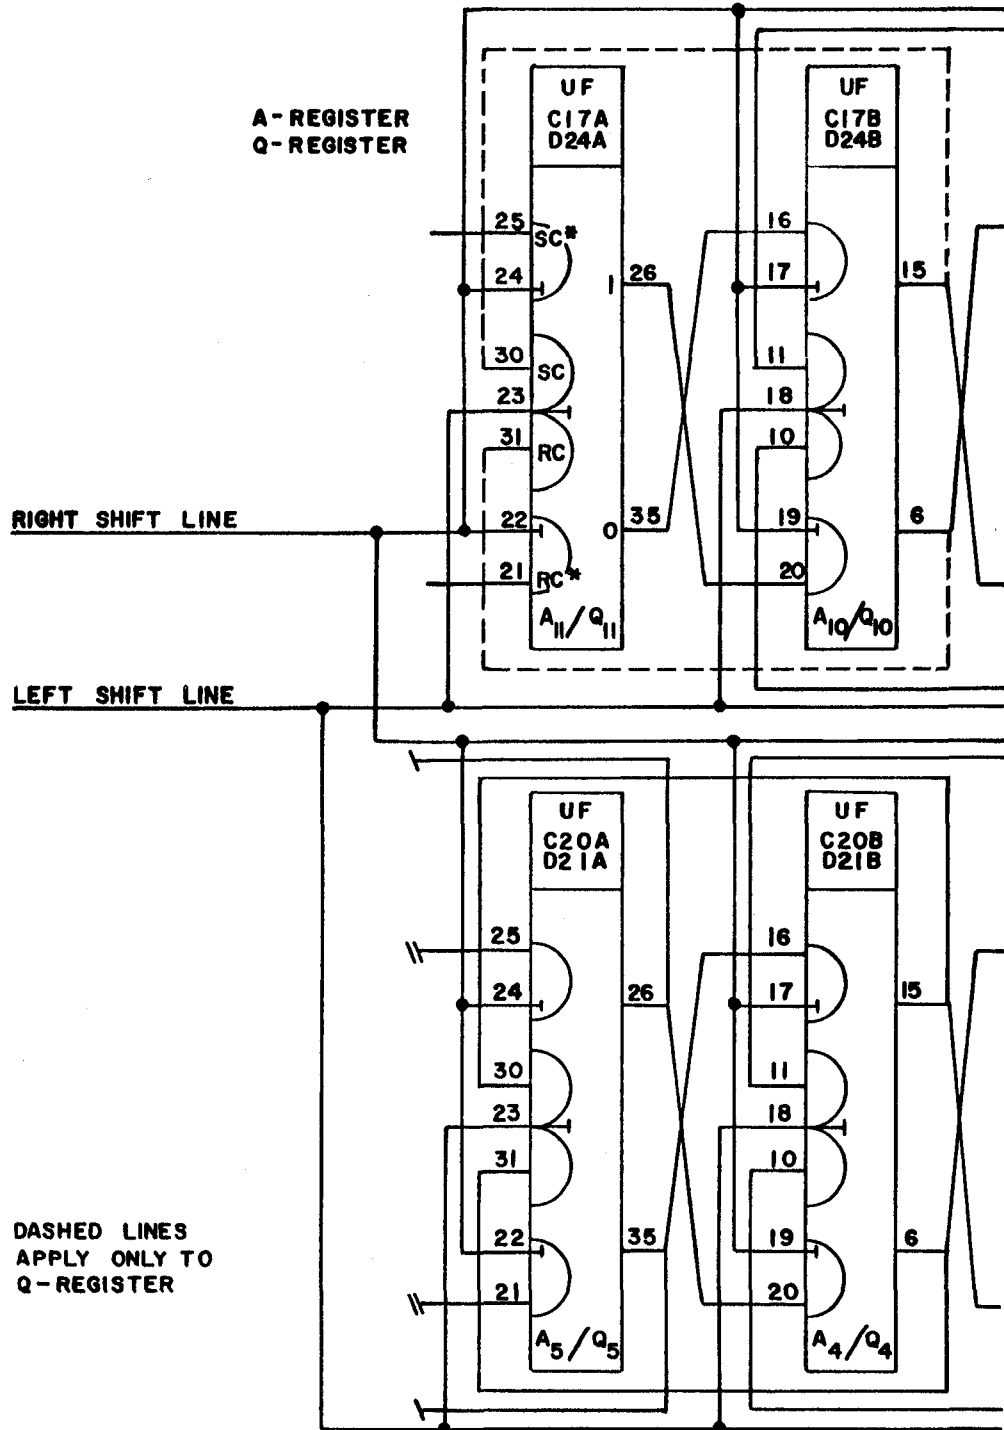 A-REGISTER
Q-REGISTER
UF
C17A
D24A
25
SC*
24
1
26
30
SC
23
31
RC
22
0
35
21
RC*
A11/Q11
UF
C17B
D24B
16
17
15
11
18
10
19
6
20
A10/Q10
RIGHT SHIFT LINE
LEFT SHIFT LINE
UF
C20A
D21A
25
24
26
30
23
31
22
35
21
A5/Q5
UF
C20B
D21B
16
17
15
11
18
10
19
6
20
A4/Q4
DASHED LINES
APPLY ONLY TO
Q-REGISTER